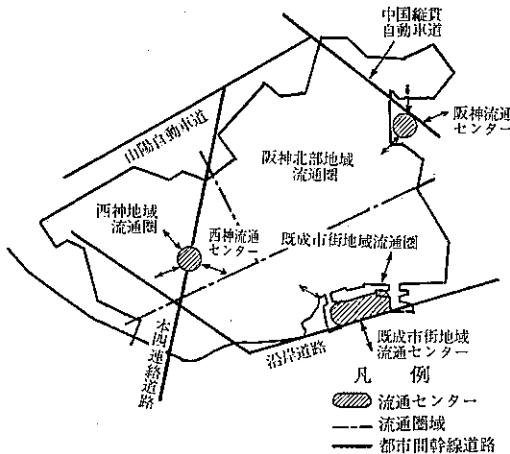 中国縦貫
自動車道
阪神流通
センター
山陽自動車道
阪神北部地域
流通圏
西神地域
流通圏
西神流通
センター
既成市街地域流通圏
本四連絡道路
沿岸道路
既成市街地域
流通センター
凡 例
流通センター
流通圏域
都市間幹線道路